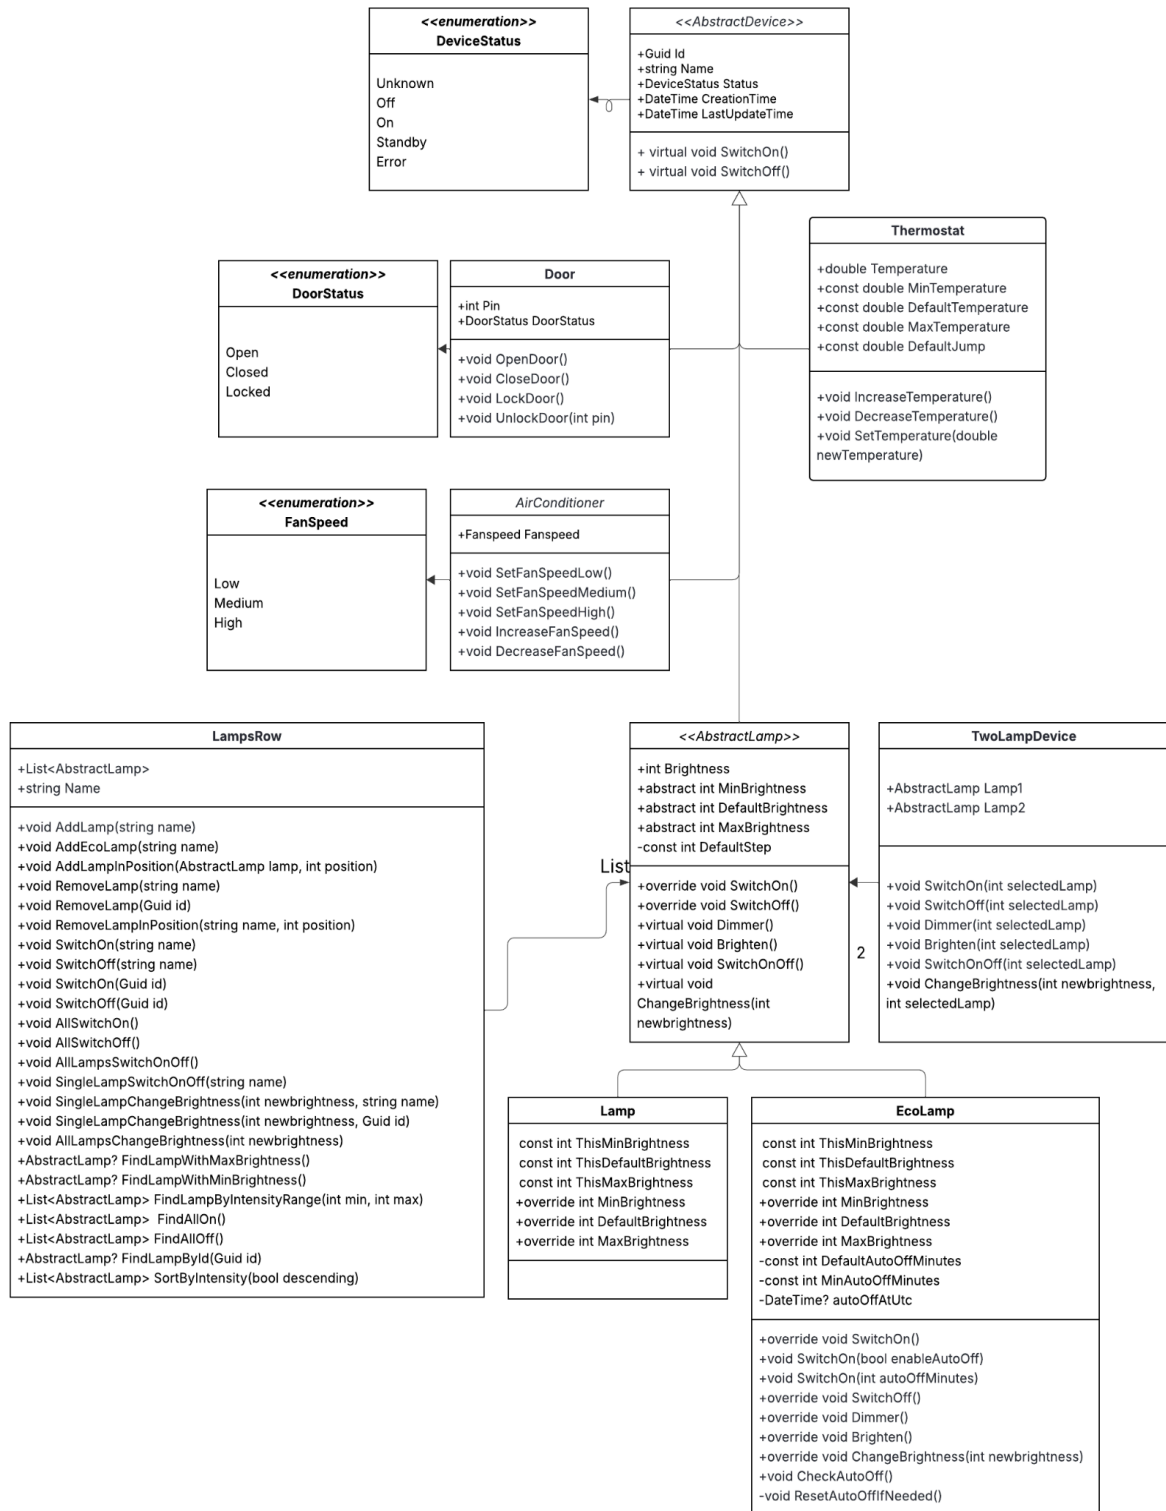 <<enumeration>>
DeviceStatus
Unknown
Off
On
Standby
Error
<<AbstractDevice>>
+Guid Id
+string Name
+DeviceStatus Status
+DateTime CreationTime
+DateTime LastUpdateTime
+ virtual void SwitchOn()
+ virtual void SwitchOff()
Thermostat
+double Temperature
+const double MinTemperature
+const double DefaultTemperature
+const double MaxTemperature
+const double DefaultJump
+void IncreaseTemperature()
+void DecreaseTemperature()
+void SetTemperature(double
newTemperature)
<<enumeration>>
DoorStatus
Open
Closed
Locked
Door
+int Pin
+DoorStatus DoorStatus
+void OpenDoor()
+void CloseDoor()
+void LockDoor()
+void UnlockDoor(int pin)
<<enumeration>>
FanSpeed
Low
Medium
High
AirConditioner
+Fanspeed Fanspeed
+void SetFanSpeedLow()
+void SetFanSpeedMedium()
+void SetFanSpeedHigh()
+void IncreaseFanSpeed()
+void DecreaseFanSpeed()
LampsRow
+List<AbstractLamp>
+string Name
+void AddLamp(string name)
+void AddEcoLamp(string name)
+void AddLampInPosition(AbstractLamp lamp, int position)
+void RemoveLamp(string name)
+void RemoveLamp(Guid id)
+void RemoveLampInPosition(string name, int position)
+void SwitchOn(string name)
+void SwitchOff(string name)
+void SwitchOn(Guid id)
+void SwitchOff(Guid id)
+void AllSwitchOn()
+void AllSwitchOff()
+void AllLampsSwitchOnOff()
+void SingleLampSwitchOnOff(string name)
+void SingleLampChangeBrightness(int newbrightness, string name)
+void SingleLampChangeBrightness(int newbrightness, Guid id)
+void AllLampsChangeBrightness(int newbrightness)
+AbstractLamp? FindLampWithMaxBrightness()
+AbstractLamp? FindLampWithMinBrightness()
+List<AbstractLamp> FindLampByIntensityRange(int min, int max)
+List<AbstractLamp> FindAllOn()
+List<AbstractLamp> FindAllOff()
+AbstractLamp? FindLampById(Guid id)
+List<AbstractLamp> SortByIntensity(bool descending)
List
<<AbstractLamp>>
+int Brightness
+abstract int MinBrightness
+abstract int DefaultBrightness
+abstract int MaxBrightness
-const int DefaultStep
+override void SwitchOn()
+override void SwitchOff()
+virtual void Dimmer()
+virtual void Brighten()
+virtual void SwitchOnOff()
+virtual void
ChangeBrightness(int
newbrightness)
2
TwoLampDevice
+AbstractLamp Lamp1
+AbstractLamp Lamp2
+void SwitchOn(int selectedLamp)
+void SwitchOff(int selectedLamp)
+void Dimmer(int selectedLamp)
+void Brighten(int selectedLamp)
+void SwitchOnOff(int selectedLamp)
+void ChangeBrightness(int newbrightness,
int selectedLamp)
Lamp
const int ThisMinBrightness
const int ThisDefaultBrightness
const int ThisMaxBrightness
+override int MinBrightness
+override int DefaultBrightness
+override int MaxBrightness
EcoLamp
const int ThisMinBrightness
const int ThisDefaultBrightness
const int ThisMaxBrightness
+override int MinBrightness
+override int DefaultBrightness
+override int MaxBrightness
-const int DefaultAutoOffMinutes
-const int MinAutoOffMinutes
-DateTime? autoOffAtUtc
+override void SwitchOn()
+void SwitchOn(bool enableAutoOff)
+void SwitchOn(int autoOffMinutes)
+override void SwitchOff()
+override void Dimmer()
+override void Brighten()
+override void ChangeBrightness(int newbrightness)
+void CheckAutoOff()
-void ResetAutoOffIfNeeded()